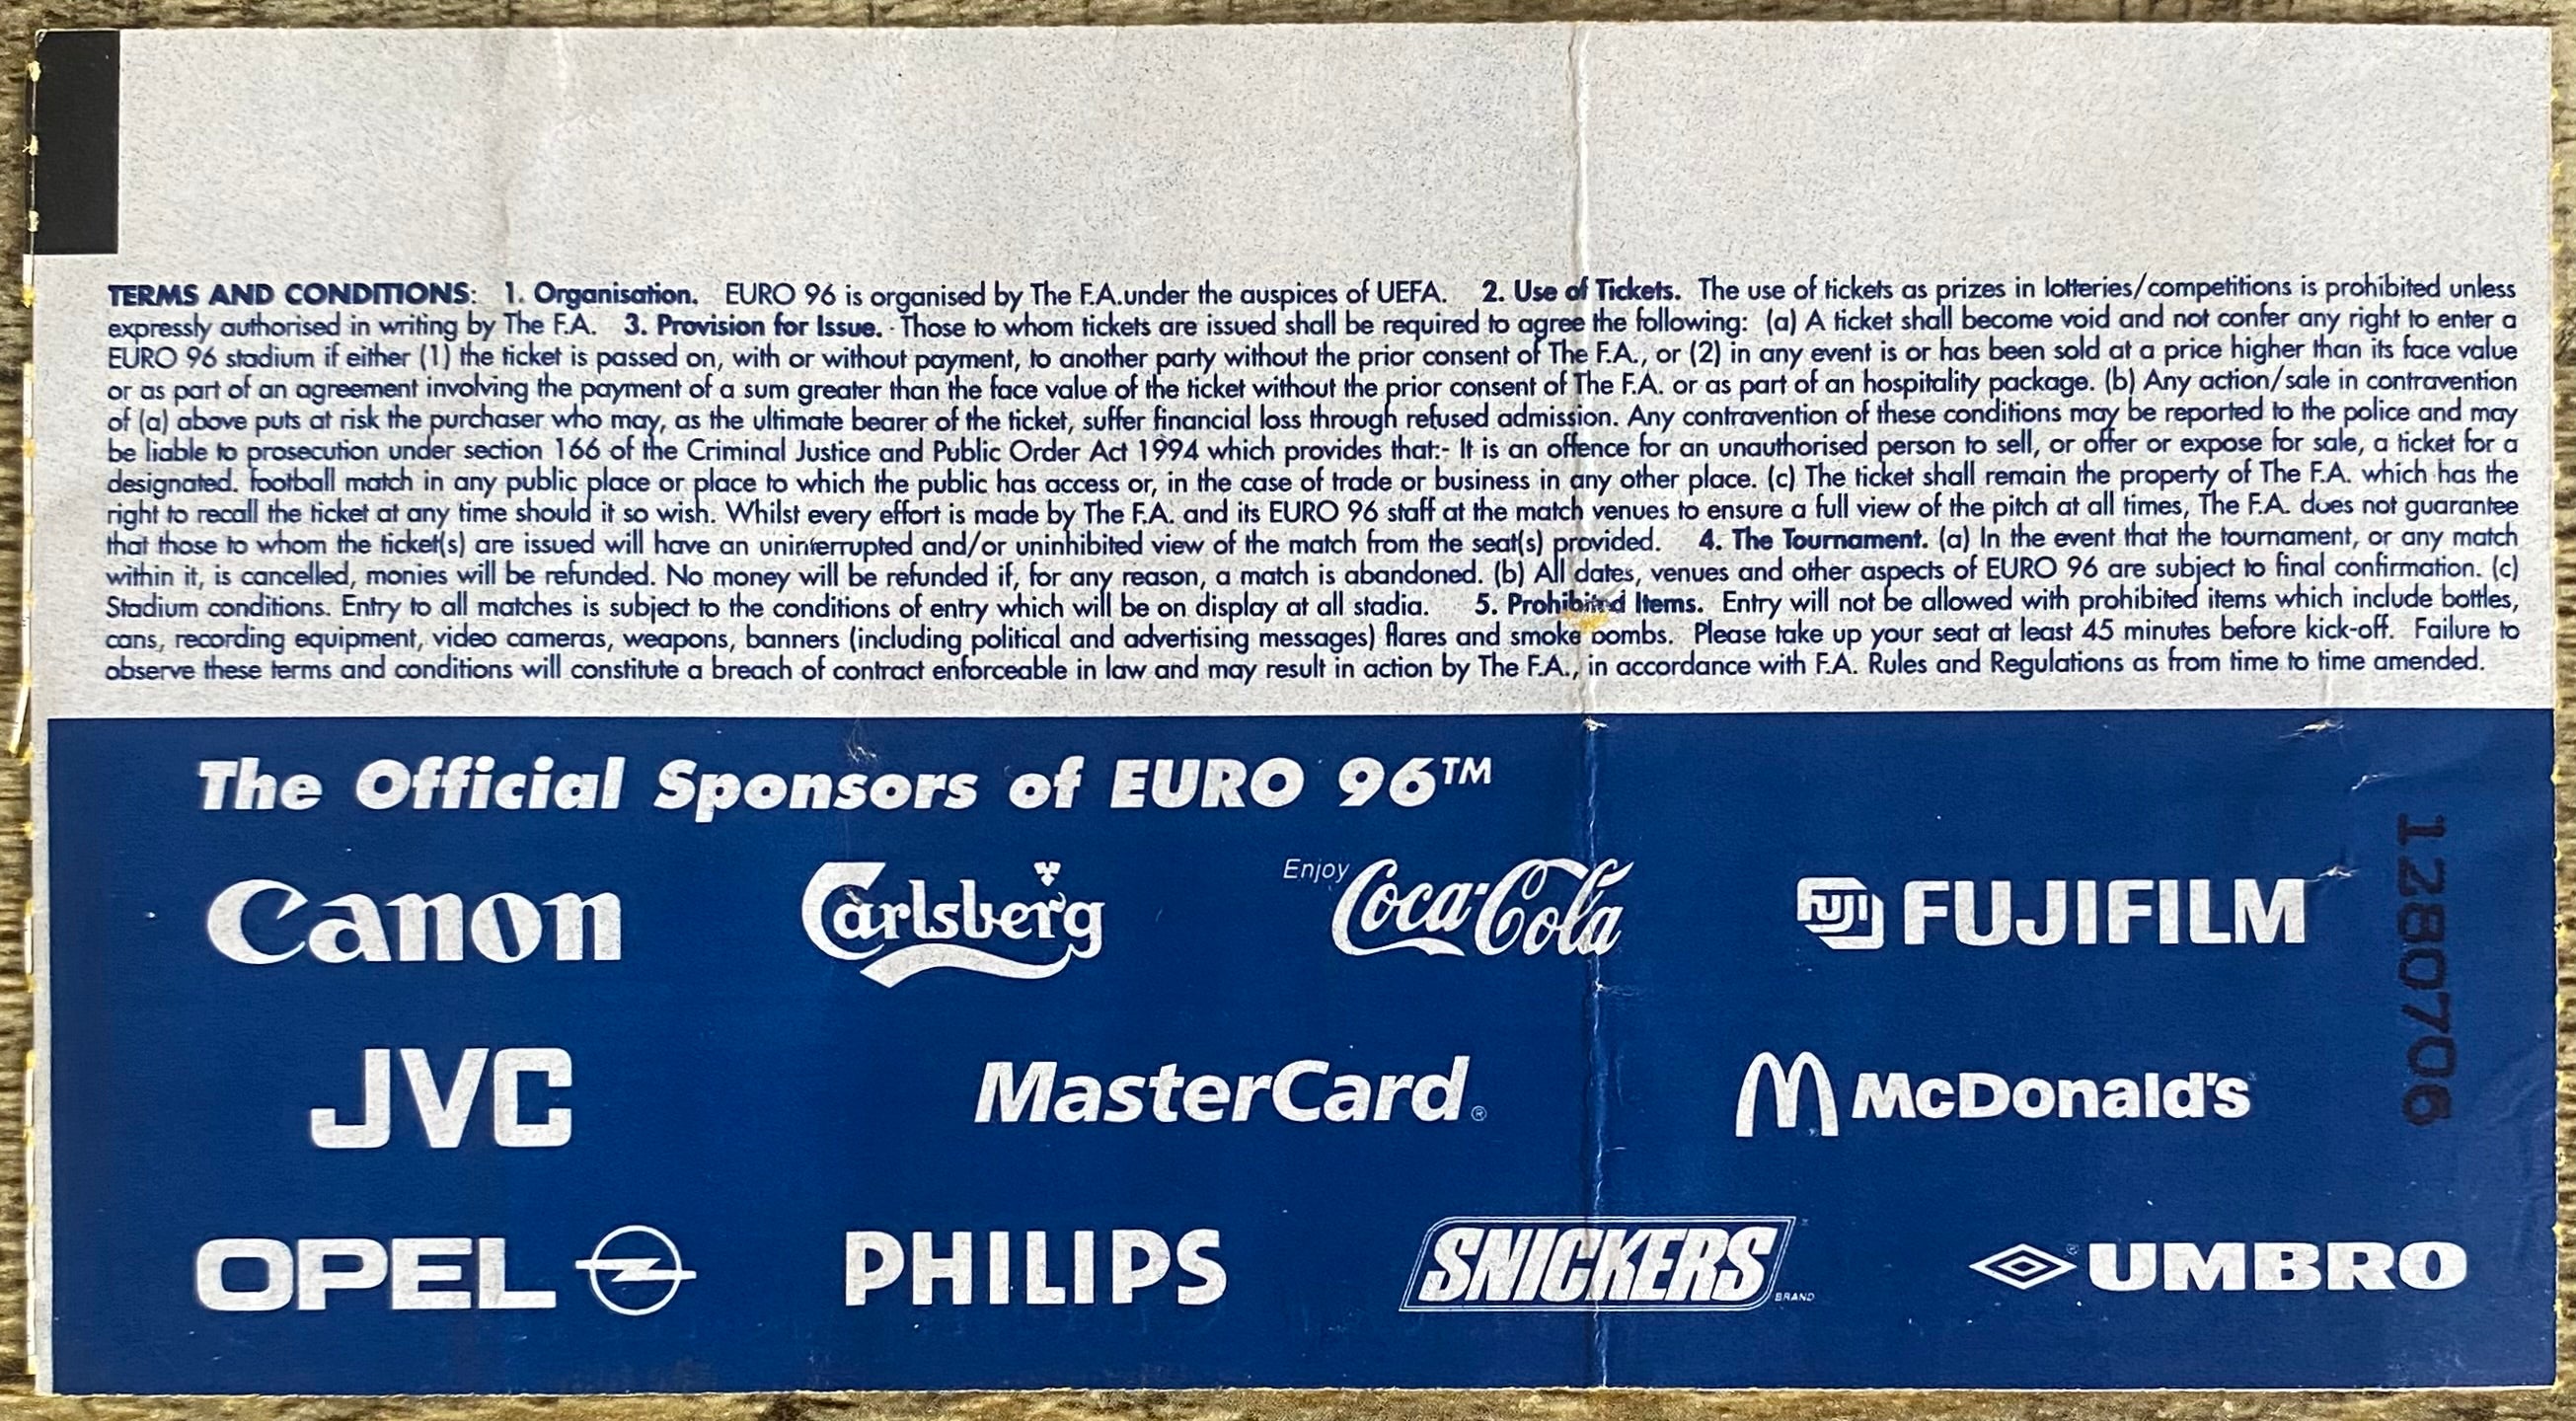 TERMS AND CONDITIONS: 1. Organisation. EURO 96 is organised by The F.A.under the auspices of UEFA. 2. Use of Tickets. The use of tickets as prizes in lotteries/competitions is prohibited unless
expressly authorised in writing by The F.A. 3. Provision for Issue. Those to whom tickets are issued shall be required to agree the following: (a) A ticket shall become void and not confer any right to enter a
EURO 96 stadium if either (1) the ticket is passed on, with or without payment, to another party without the prior consent of The F.A., or (2) in any event is or has been sold at a price higher than its face value
or as part of an agreement involving the payment of a sum greater than the face value of the ticket without the prior consent of The F.A. or as part of an hospitality package. (b) Any action/sale in contravention
of (a) above puts at risk the purchaser who may, as the ultimate bearer of the ticket, suffer financial loss through refused admission. Any contravention of these conditions may be reported to the police and may
be liable to prosecution under section 166 of the Criminal Justice and Public Order Act 1994 which provides that:- It is an offence for an unauthorised person to sell, or offer or expose for sale, a ticket for a
designated. football match in any public place or place to which the public has access or, in the case of trade or business in any other place. (c) The ticket shall remain the property of The F.A. which has the
right to recall the ticket at any time should it so wish. Whilst every effort is made by The F.A. and its EURO 96 staff at the match venues to ensure a full view of the pitch at all times, The F.A. does not guarantee
that those to whom the ticket(s) are issued will have an uninterrupted and/or uninhibited view of the match from the seat(s) provided. 4. The Tournament. (a) In the event that the tournament, or any match
within it, is cancelled, monies will be refunded. No money will be refunded if, for any reason, a match is abandoned. (b) All dates, venues and other aspects of EURO 96 are subject to final confirmation. (c)
Stadium conditions. Entry to all matches is subject to the conditions of entry which will be on display at all stadia. 5. Prohibited Items. Entry will not be allowed with prohibited items which include bottles,
cans, recording equipment, video cameras, weapons, banners (including political and advertising messages) flares and smoke bombs. Please take up your seat at least 45 minutes before kick-off. Failure to
observe these terms and conditions will constitute a breach of contract enforceable in law and may result in action by The F.A., in accordance with F.A. Rules and Regulations as from time to time amended.
The Official Sponsors of EURO 96™
Canon Carlsberg Enjoy Coca-Cola FUJI FUJIFILM
JVC MasterCard® McDonald's
OPEL PHILIPS SNICKERS™ BRAND ®UMBRO
1280706